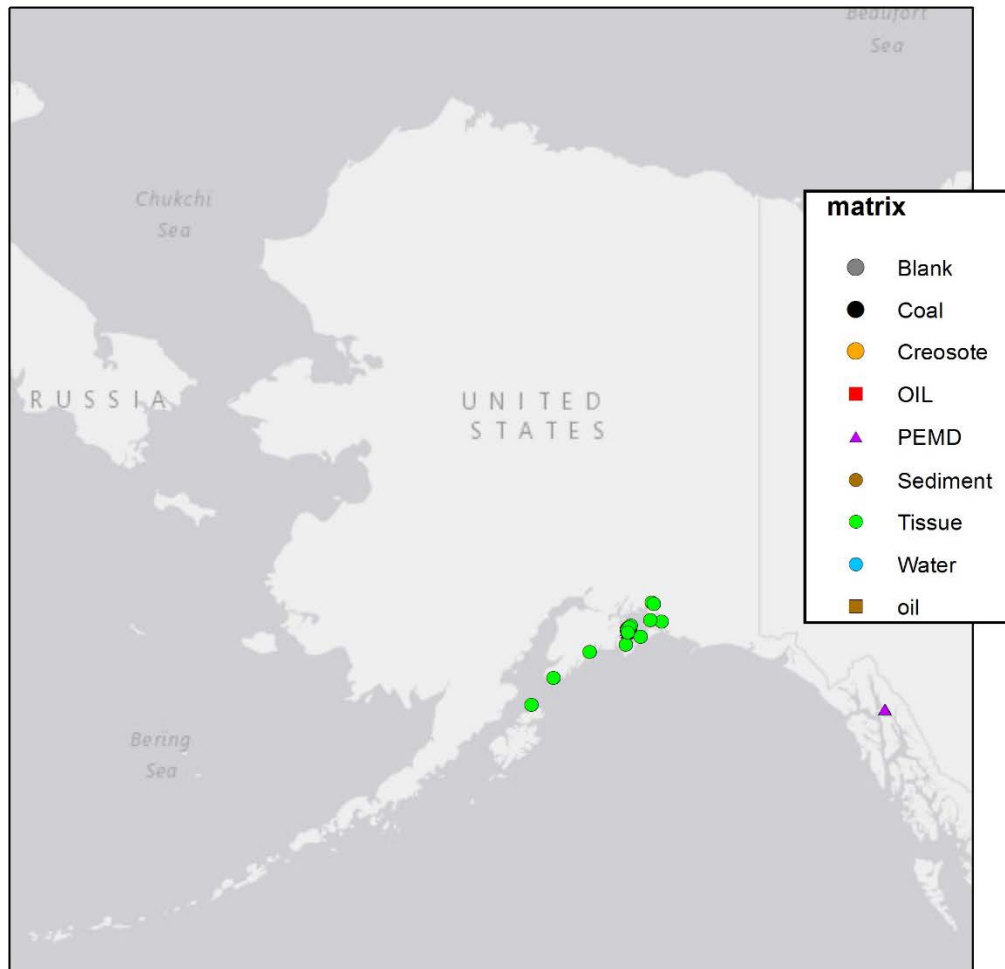 Beaufort
Sea
Chukchi
Sea
RUSSIA
UNITED
STATES
Bering
Sea
matrix
Blank
Coal
Creosote
OIL
PEMD
Sediment
Tissue
Water
oil